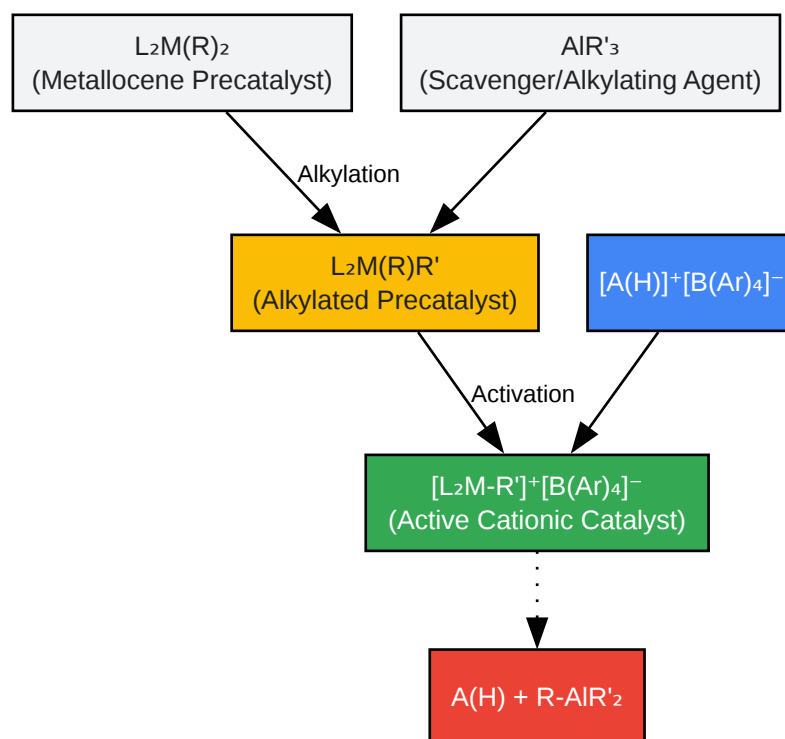 L₂M(R)₂
(Metallocene Precatalyst)
AlR'₃
(Scavenger/Alkylating Agent)
Alkylation
L₂M(R)R'
(Alkylated Precatalyst)
[A(H)]⁺[B(Ar)₄]⁻
Activation
[L₂M-R']⁺[B(Ar)₄]⁻
(Active Cationic Catalyst)
A(H) + R-AlR'₂